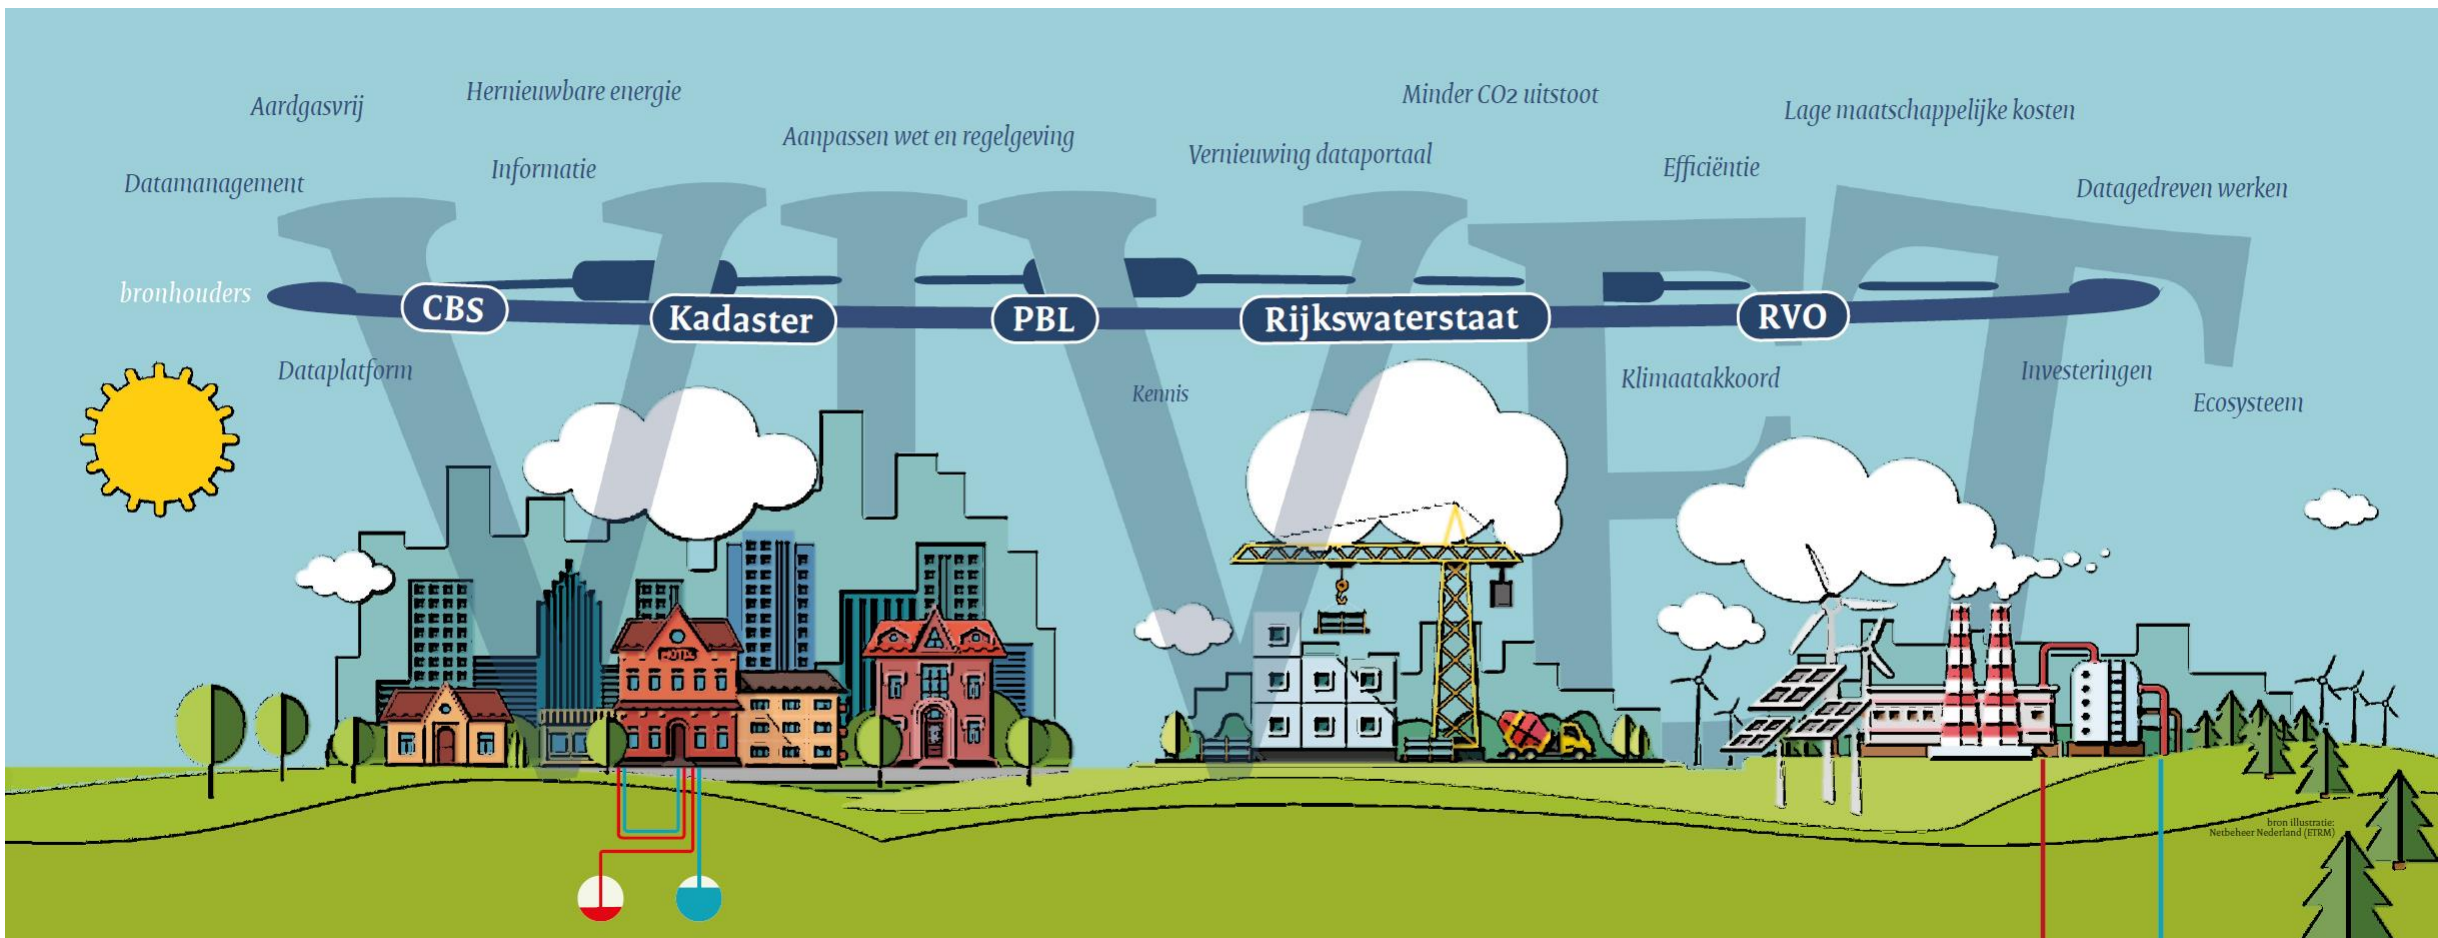 Hernieuwbare energie
Minder CO2 uitstoot
Aardgasvrij
Lage maatschappelijke kosten
Aanpassen wet en regelgeving
Vernieuwing dataportaal
Informatie
Efficiëntie
Datamanagement
Datagedreven werken
VIVET
bronhouders
CBS
Kadaster
PBL
Rijkswaterstaat
RVO
Dataplatform
Kennis
Klimaatakkoord
Investeringen
Ecosysteem
bron illustratie:
Netbeheer Nederland (ETRM)